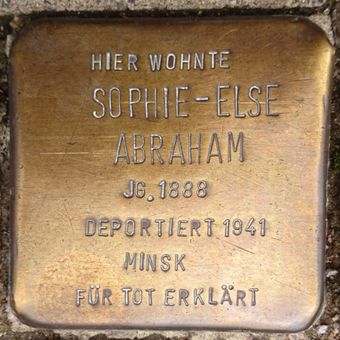 HIER WOHNTE
SOPHIE-ELSE
ABRAHAM
JG. 1888
DEPORTIERT 1941
MINSK
FÜR TOT ERKLÄRT